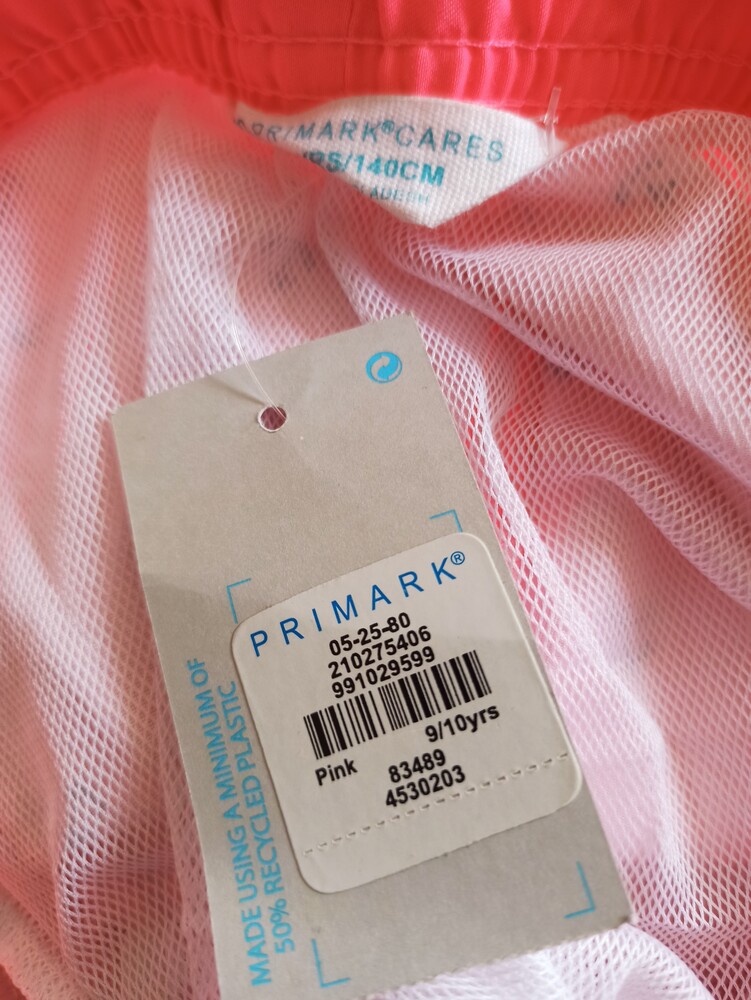 PRIMARK®CARES
/140CM
PRIMARK®
05-25-80
210275406
991029599
9/10yrs
Pink
83489
4530203
MADE USING A MINIMUM OF
50% RECYCLED PLASTIC